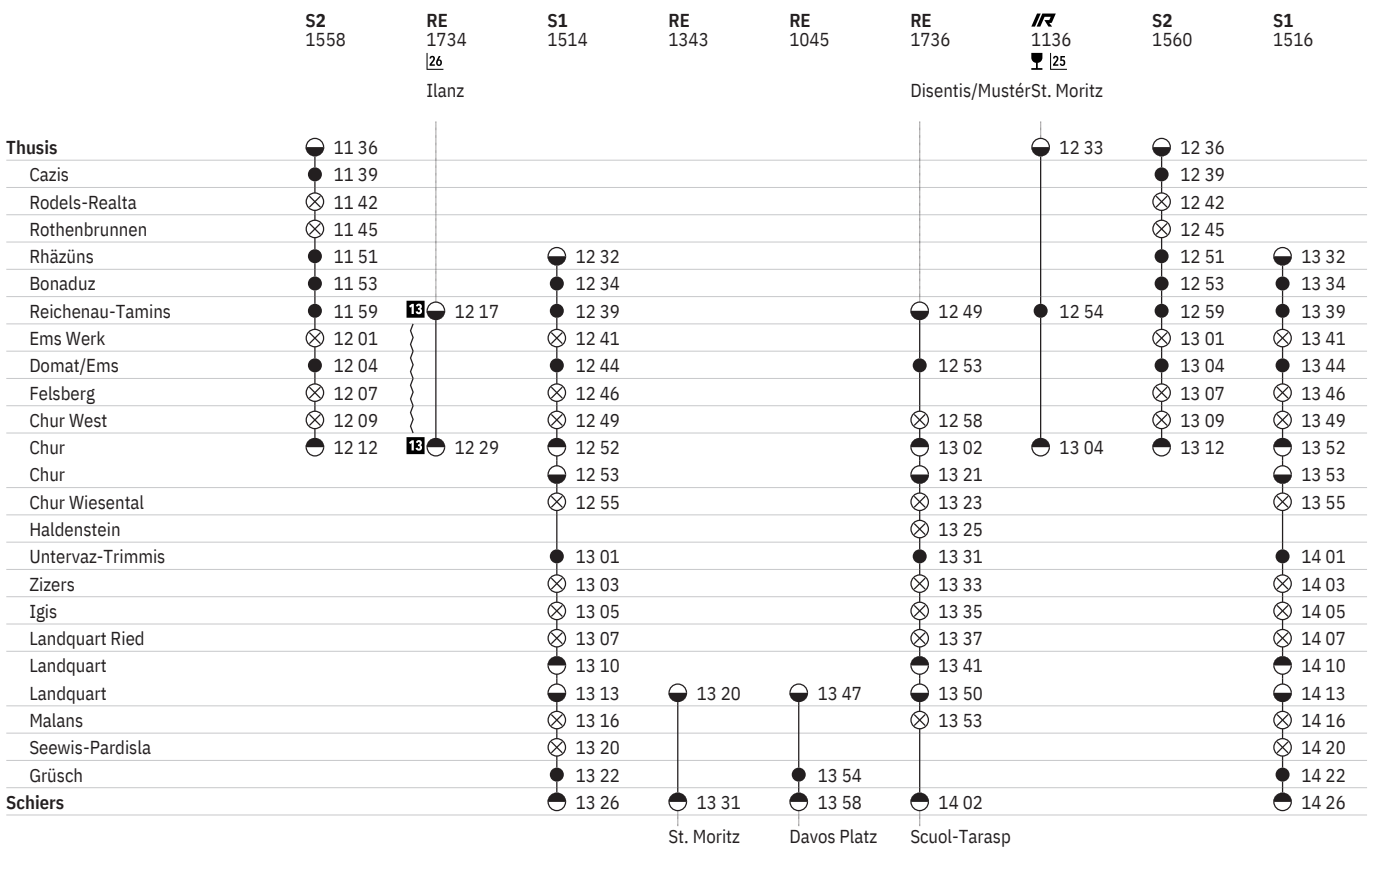 S2 RE S1 RE RE RE IR S2 S1
1558 1734 1514 1343 1045 1736 1136 1560 1516
26 25
Ilanz Disentis/Mustér St. Moritz
Thusis 11 36 12 33 12 36
Cazis 11 39 12 39
Rodels-Realta 11 42 12 42
Rothenbrunnen 11 45 12 45
Rhäzüns 11 51 12 32 12 51 13 32
Bonaduz 11 53 12 34 12 53 13 34
Reichenau-Tamins 11 59 13 12 17 12 39 12 49 12 54 12 59 13 39
Ems Werk 12 01 12 41 13 01 13 41
Domat/Ems 12 04 12 44 12 53 13 04 13 44
Felsberg 12 07 12 46 13 07 13 46
Chur West 12 09 12 49 12 58 13 09 13 49
Chur 12 12 13 12 29 12 52 13 02 13 04 13 12 13 52
Chur 12 53 13 21 13 53
Chur Wiesental 12 55 13 23 13 55
Haldenstein 13 25
Untervaz-Trimmis 13 01 13 31 14 01
Zizers 13 03 13 33 14 03
Igis 13 05 13 35 14 05
Landquart Ried 13 07 13 37 14 07
Landquart 13 10 13 41 14 10
Landquart 13 13 13 20 13 47 13 50 14 13
Malans 13 16 13 53 14 16
Seewis-Pardisla 13 20 14 20
Grüsch 13 22 13 54 14 22
Schiers 13 26 13 31 13 58 14 02 14 26
St. Moritz Davos Platz Scuol-Tarasp